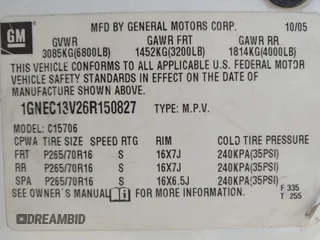 GM MFD BY GENERAL MOTORS CORP. 10/05
GVWR GAWR FRT GAWR RR
3085KG(6800LB) 1452KG(3200LB) 1814KG(4000LB)
THIS VEHICLE CONFORMS TO ALL APPLICABLE U.S. FEDERAL MOTOR
VEHICLE SAFETY STANDARDS IN EFFECT ON THE DATE OF
MANUFACTURE SHOWN ABOVE.
1GNEC13V26R150827 TYPE: M.P.V.
MODEL: C15706
CPWA TIRE SIZE SPEED RTG RIM COLD TIRE PRESSURE
FRT P265/70R16 S 16X7J 240KPA(35PSI)
RR P265/70R16 S 16X7J 240KPA(35PSI)
SPA P265/70R16 S 16X6.5J 240KPA(35PSI)
SEE OWNER'S MANUAL FOR MORE INFORMATION
F 335
T 255
DREAMBID